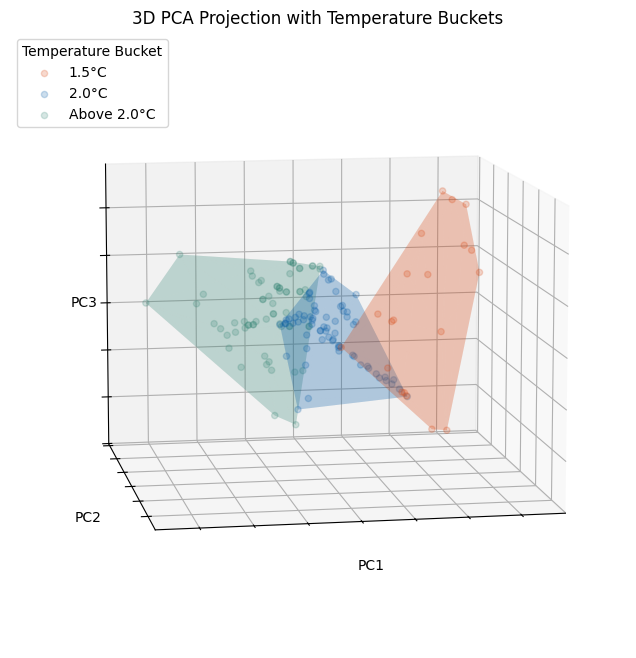 3D PCA Projection with Temperature Buckets
Temperature Bucket
1.5°C
2.0°C
Above 2.0°C
PC3
PC2
PC1